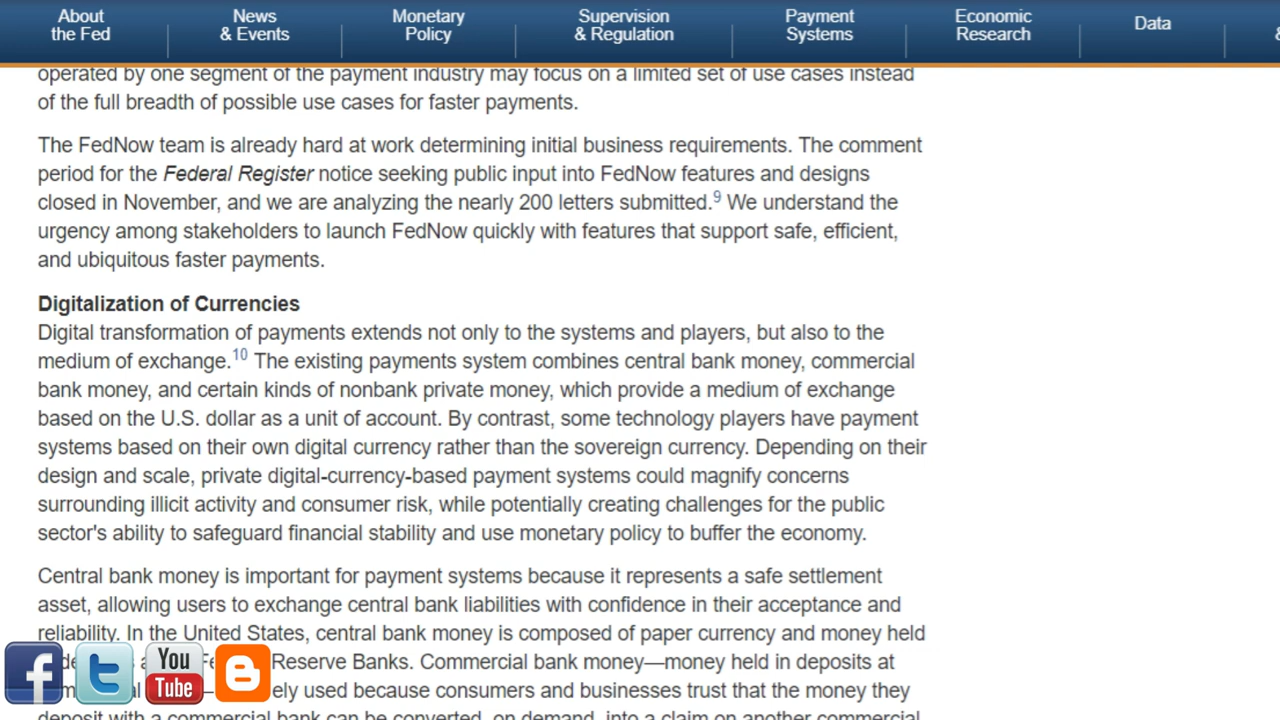 About the Fed
News & Events
Monetary Policy
Supervision & Regulation
Payment Systems
Economic Research
Data
&
operated by one segment of the payment industry may focus on a limited set of use cases instead
of the full breadth of possible use cases for faster payments.
The FedNow team is already hard at work determining initial business requirements. The comment
period for the Federal Register notice seeking public input into FedNow features and designs
closed in November, and we are analyzing the nearly 200 letters submitted.9 We understand the
urgency among stakeholders to launch FedNow quickly with features that support safe, efficient,
and ubiquitous faster payments.
Digitalization of Currencies
Digital transformation of payments extends not only to the systems and players, but also to the
medium of exchange.10 The existing payments system combines central bank money, commercial
bank money, and certain kinds of nonbank private money, which provide a medium of exchange
based on the U.S. dollar as a unit of account. By contrast, some technology players have payment
systems based on their own digital currency rather than the sovereign currency. Depending on their
design and scale, private digital-currency-based payment systems could magnify concerns
surrounding illicit activity and consumer risk, while potentially creating challenges for the public
sector's ability to safeguard financial stability and use monetary policy to buffer the economy.
Central bank money is important for payment systems because it represents a safe settlement
asset, allowing users to exchange central bank liabilities with confidence in their acceptance and
reliability. In the United States, central bank money is composed of paper currency and money held
Reserve Banks. Commercial bank money—money held in deposits at
used because consumers and businesses trust that the money they
deposit with a commercial bank can be converted, on demand, into a claim on another commercial
You Tube